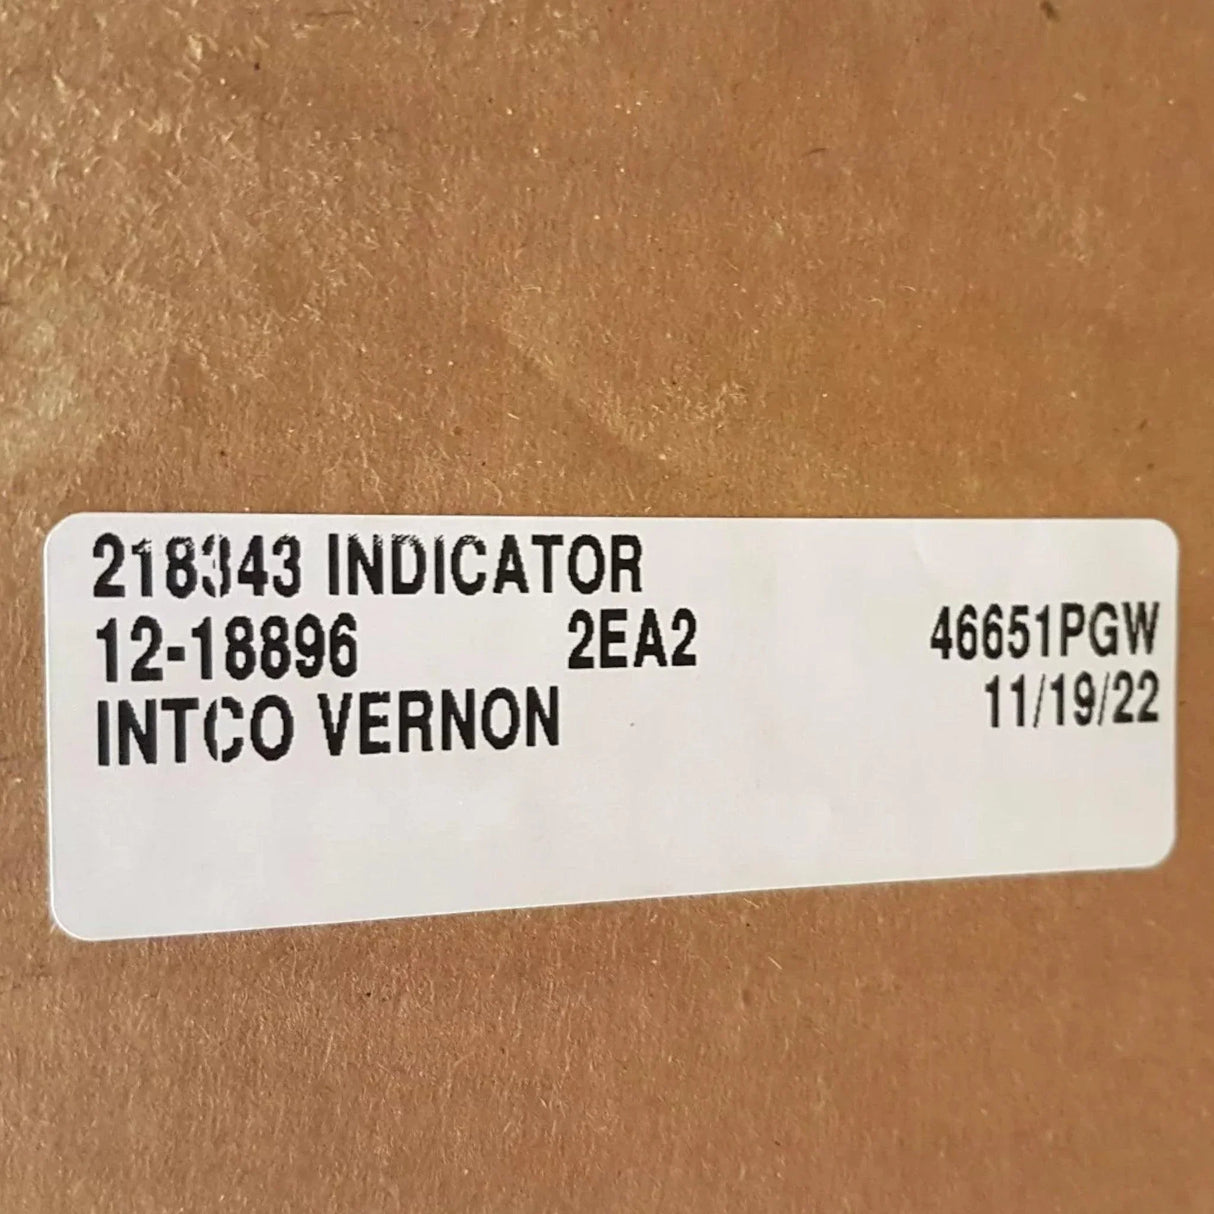 218343 INDICATOR
12-18896 2EA2 46651PGW
INTCO VERNON 11/19/22